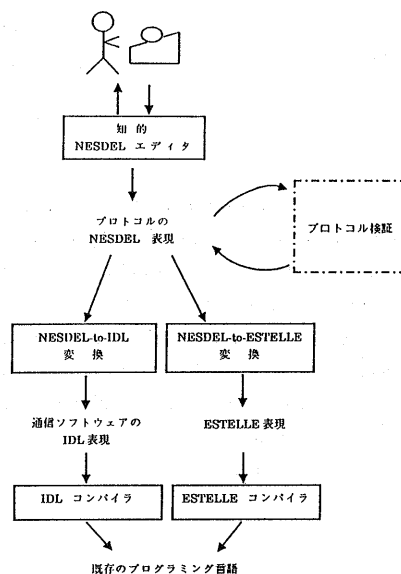 知的
NESDEL エディタ
プロトコルの
NESDEL 表現
プロトコル検証
NESDEL-to-IDL
変換
NESDEL-to-ESTELLE
変換
通信ソフトウェアの
IDL 表現
ESTELLE 表現
IDL コンパイラ
ESTELLE コンパイラ
既存のプログラミング言語